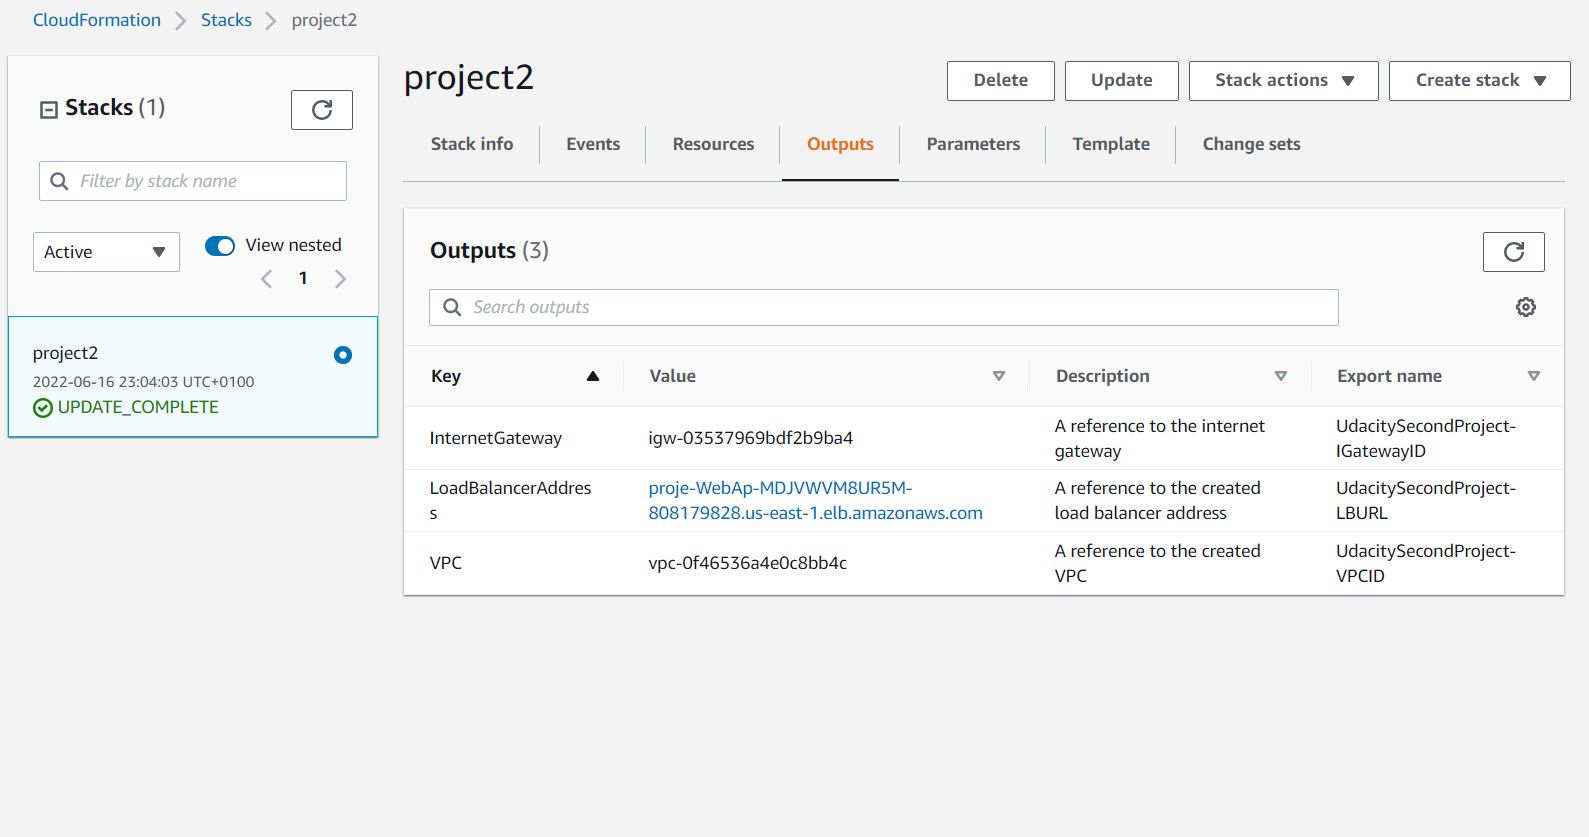 CloudFormation > Stacks > project2
Stacks (1)
Filter by stack name
Active
View nested
1
project2
2022-06-16 23:04:03 UTC+0100
UPDATE_COMPLETE
project2
Delete
Update
Stack actions
Create stack
Stack info
Events
Resources
Outputs
Parameters
Template
Change sets
Outputs (3)
Search outputs
Key
Value
Description
Export name
InternetGateway
igw-03537969bdf2b9ba4
A reference to the internet
gateway
UdacitySecondProject-
IGatewayID
LoadBalancerAddres
s
proje-WebAp-MDJVWVM8UR5M-
808179828.us-east-1.elb.amazonaws.com
A reference to the created
load balancer address
UdacitySecondProject-
LBURL
VPC
vpc-0f46536a4e0c8bb4c
A reference to the created
VPC
UdacitySecondProject-
VPCID